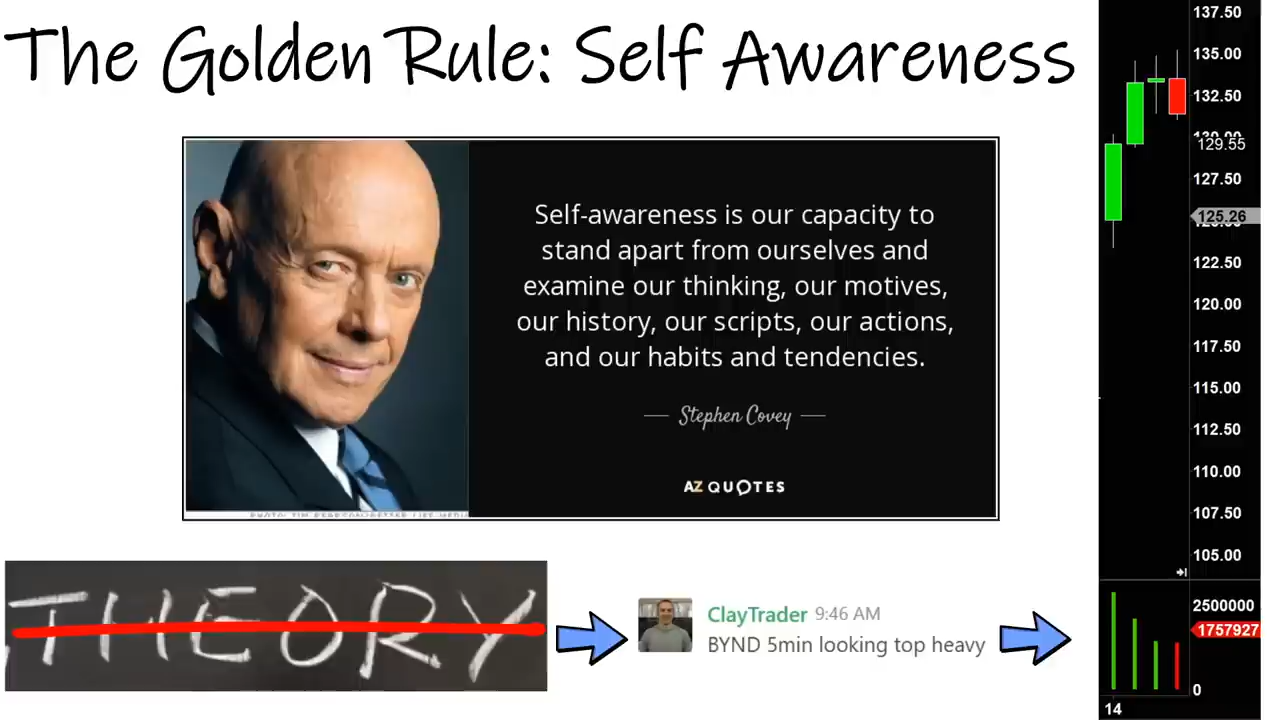 The Golden Rule: Self Awareness
Self-awareness is our capacity to
stand apart from ourselves and
examine our thinking, our motives,
our history, our scripts, our actions,
and our habits and tendencies.
Stephen Covey
AZ QUOTES
THEORY
ClayTrader 9:46 AM
BYND 5min looking top heavy
137.50
135.00
132.50
129.55
127.50
125.26
122.50
120.00
117.50
115.00
112.50
110.00
107.50
105.00
2500000
1757927
0
14